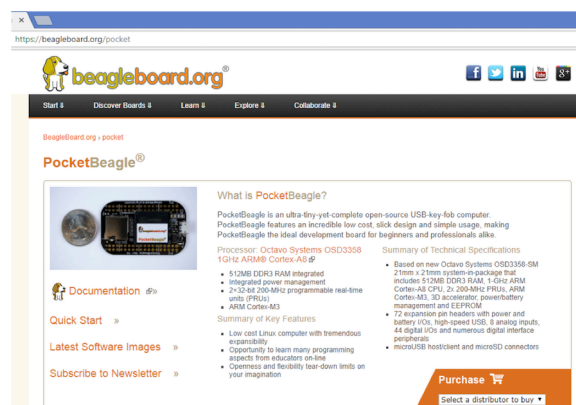 https://beagleboard.org/pocket
beagleboard.org®
Start
Discover Boards
Learn
Explore
Collaborate
BeagleBoard.org › pocket
PocketBeagle®
What is PocketBeagle?
PocketBeagle is an ultra-tiny-yet-complete open-source USB-key-fob computer.
PocketBeagle features an incredible low cost, slick design and simple usage, making
PocketBeagle the ideal development board for beginners and professionals alike.
Processor: Octavo Systems OSD3358
1GHz ARM® Cortex-A8
• 512MB DDR3 RAM integrated
• Integrated power management
• 2×32-bit 200-MHz programmable real-time
units (PRUs)
• ARM Cortex-M3
Summary of Key Features
• Low cost Linux computer with tremendous
expansibility
• Opportunity to learn many programming
aspects from educators on-line
• Openness and flexibility tear-down limits on
your imagination
Summary of Technical Specifications
• Based on new Octavo Systems OSD3358-SM
21mm x 21mm system-in-package that
includes 512MB DDR3 RAM, 1-GHz ARM
Cortex-A8 CPU, 2x 200-MHz PRUs, ARM
Cortex-M3, 3D accelerator, power/battery
management and EEPROM
• 72 expansion pin headers with power and
battery I/Os, high-speed USB, 8 analog inputs,
44 digital I/Os and numerous digital interface
peripherals
• microUSB host/client and microSD connectors
Documentation »
Quick Start »
Latest Software Images »
Subscribe to Newsletter »
Purchase
Select a distributor to buy